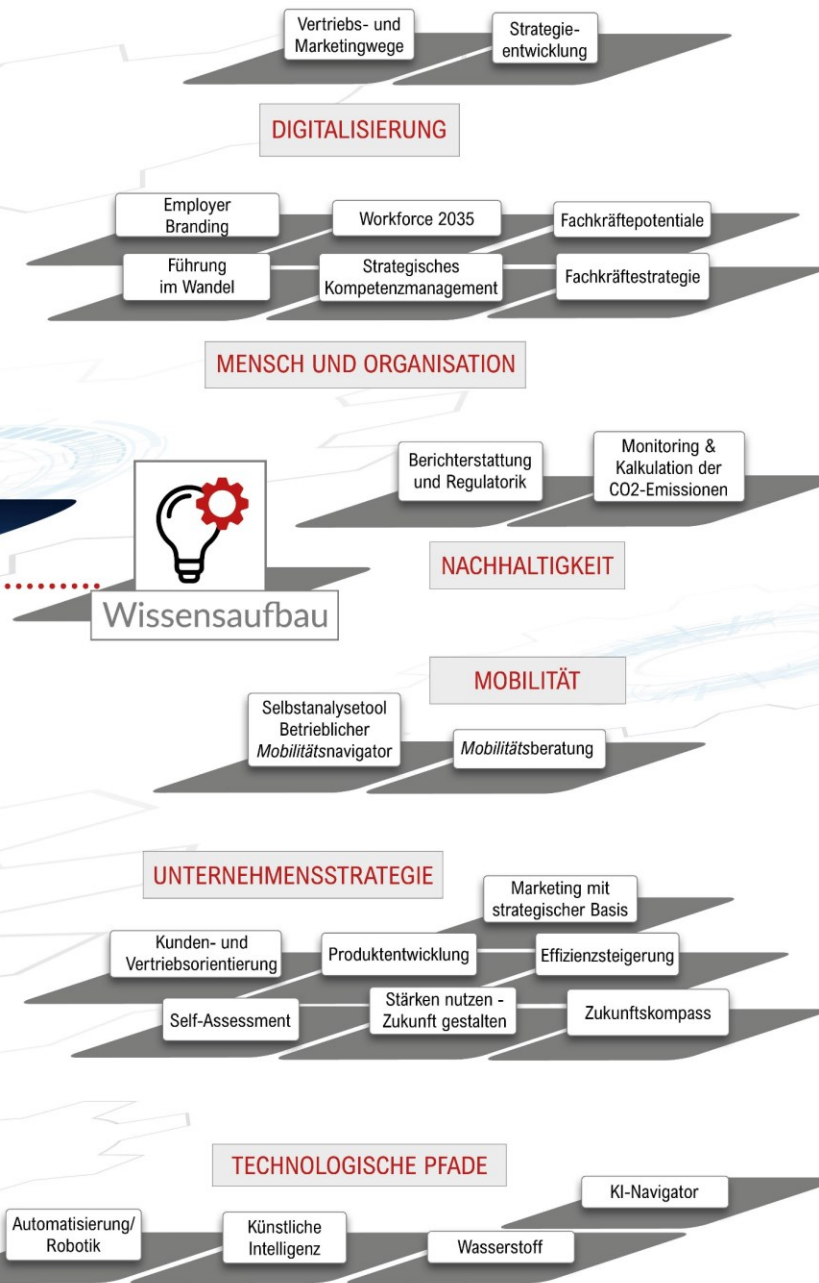 Vertriebs- und
Marketingwege
Strategie-
entwicklung
DIGITALISIERUNG
Employer
Branding
Workforce 2035
Fachkräftepotentiale
Führung
im Wandel
Strategisches
Kompetenzmanagement
Fachkräftestrategie
MENSCH UND ORGANISATION
Berichterstattung
und Regulatorik
Monitoring &
Kalkulation der
CO2-Emissionen
NACHHALTIGKEIT
Wissensaufbau
MOBILITÄT
Selbstanalysetool
Betrieblicher
Mobilitätsnavigator
Mobilitätsberatung
UNTERNEHMENSSTRATEGIE
Marketing mit
strategischer Basis
Kunden- und
Vertriebsorientierung
Produktentwicklung
Effizienzsteigerung
Self-Assessment
Stärken nutzen -
Zukunft gestalten
Zukunftskompass
TECHNOLOGISCHE PFADE
KI-Navigator
Automatisierung/
Robotik
Künstliche
Intelligenz
Wasserstoff